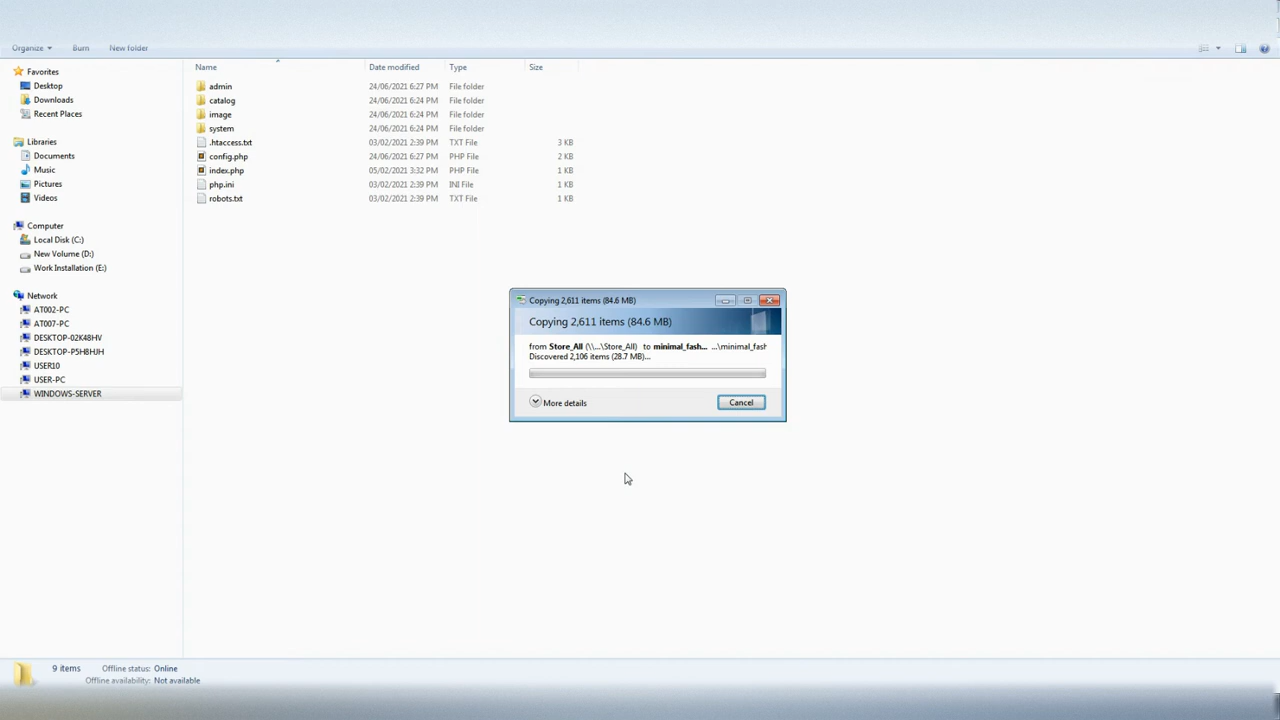 Organize Burn New folder
Favorites
Desktop
Downloads
Recent Places
Libraries
Documents
Music
Pictures
Videos
Computer
Local Disk (C:)
New Volume (D:)
Work Installation (E:)
Network
AT002-PC
AT007-PC
DESKTOP-02K48HV
DESKTOP-P5H8HJH
USER10
USER-PC
WINDOWS-SERVER
Name Date modified Type Size
admin 24/06/2021 6:27 PM File folder
catalog 24/06/2021 6:24 PM File folder
image 24/06/2021 6:24 PM File folder
system 24/06/2021 6:24 PM File folder
.htaccess.txt 03/02/2021 2:39 PM TXT File 3 KB
config.php 24/06/2021 6:27 PM PHP File 2 KB
index.php 05/02/2021 3:32 PM PHP File 1 KB
php.ini 03/02/2021 2:39 PM INI File 1 KB
robots.txt 03/02/2021 2:39 PM TXT File 1 KB
Copying 2,611 items (84.6 MB)
Copying 2,611 items (84.6 MB)
from Store_All (\\...\Store_All) to minimal_fash... ...\minimal_fash
Discovered 2,106 items (28.7 MB)...
More details Cancel
9 items Offline status: Online
Offline availability: Not available